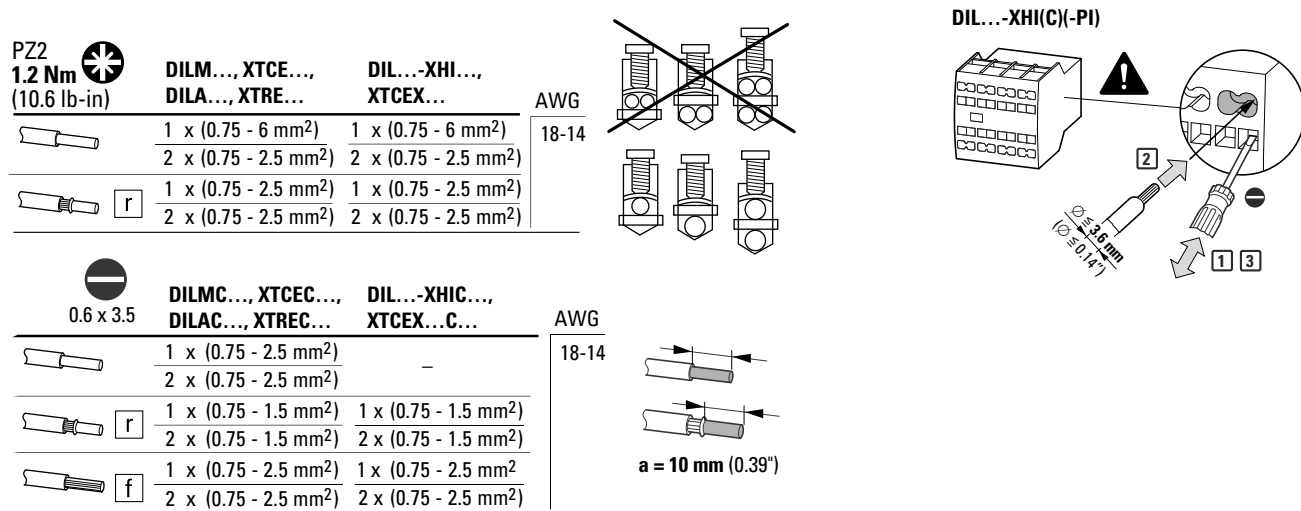 PZ2
1.2 Nm
(10.6 lb-in)
DILM…, XTCE…,
DILA…, XTRE…
DIL…-XHI…,
XTCEX…
AWG
1 x (0.75 - 6 mm²) 1 x (0.75 - 6 mm²) 18-14
2 x (0.75 - 2.5 mm²) 2 x (0.75 - 2.5 mm²)
r 1 x (0.75 - 2.5 mm²) 1 x (0.75 - 2.5 mm²)
2 x (0.75 - 2.5 mm²) 2 x (0.75 - 2.5 mm²)
0.6 x 3.5
DILMC…, XTCEC…,
DILAC…, XTREC…
DIL…-XHIC…,
XTCEX…C…
AWG
1 x (0.75 - 2.5 mm²) – 18-14
2 x (0.75 - 2.5 mm²)
r 1 x (0.75 - 1.5 mm²) 1 x (0.75 - 1.5 mm²)
2 x (0.75 - 1.5 mm²) 2 x (0.75 - 1.5 mm²)
f 1 x (0.75 - 2.5 mm²) 1 x (0.75 - 2.5 mm²
2 x (0.75 - 2.5 mm²) 2 x (0.75 - 2.5 mm²)
a = 10 mm (0.39")
DIL…-XHI(C)(-PI)
2
∅ ≤ 3.6 mm
(∅ ≤ 0.14")
1 3